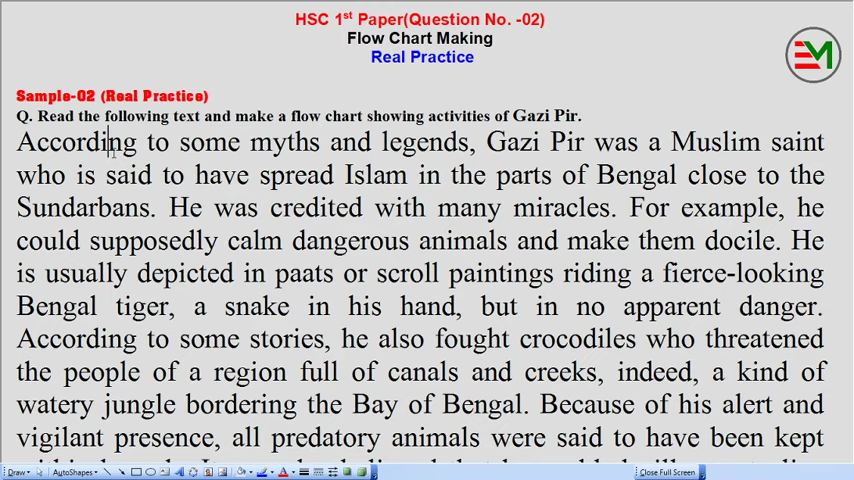 HSC 1st Paper(Question No. -02)
Flow Chart Making
Real Practice
EM
Sample-02 (Real Practice)
Q. Read the following text and make a flow chart showing activities of Gazi Pir.
According to some myths and legends, Gazi Pir was a Muslim saint
who is said to have spread Islam in the parts of Bengal close to the
Sundarbans. He was credited with many miracles. For example, he
could supposedly calm dangerous animals and make them docile. He
is usually depicted in paats or scroll paintings riding a fierce-looking
Bengal tiger, a snake in his hand, but in no apparent danger.
According to some stories, he also fought crocodiles who threatened
the people of a region full of canals and creeks, indeed, a kind of
watery jungle bordering the Bay of Bengal. Because of his alert and
vigilant presence, all predatory animals were said to have been kept
Draw AutoShapes Close Full Screen